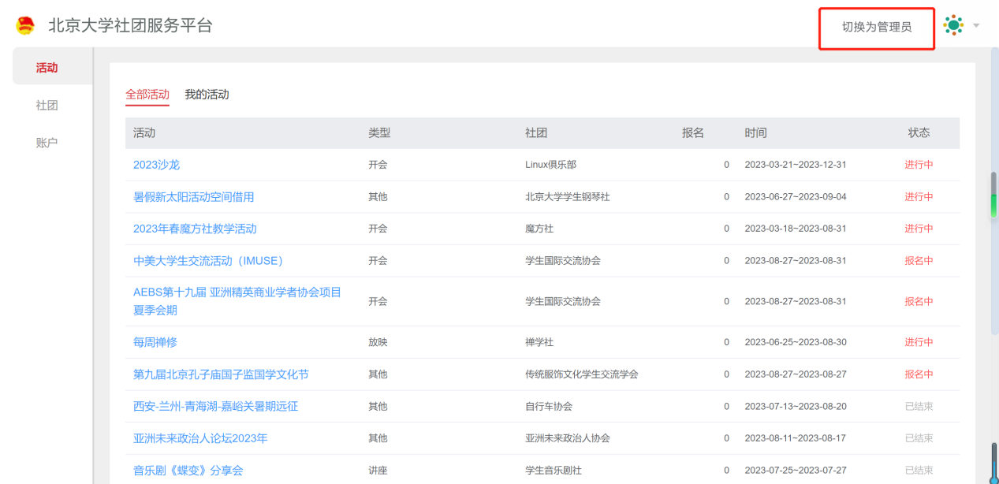 北京大学社团服务平台
切换为管理员
活动
社团
账户
全部活动 我的活动
活动 类型 社团 报名 时间 状态
2023沙龙 开会 Linux俱乐部 0 2023-03-21~2023-12-31 进行中
暑假新太阳活动空间借用 其他 北京大学学生钢琴社 0 2023-06-27~2023-09-04 进行中
2023年春魔方社教学活动 开会 魔方社 0 2023-03-18~2023-08-31 进行中
中美大学生交流活动（IMUSE） 开会 学生国际交流协会 0 2023-08-27~2023-08-31 报名中
AEBS第十九届 亚洲精英商业学者协会项目
夏季会期 开会 学生国际交流协会 0 2023-08-27~2023-08-31 报名中
每周禅修 放映 禅学社 0 2023-06-25~2023-08-30 进行中
第九届北京孔子庙国子监国学文化节 其他 传统服饰文化学生交流学会 0 2023-08-27~2023-08-27 报名中
西安-兰州-青海湖-嘉峪关暑期远征 其他 自行车协会 0 2023-07-13~2023-08-20 已结束
亚洲未来政治人论坛2023年 其他 亚洲未来政治人协会 0 2023-08-11~2023-08-17 已结束
音乐剧《蝶变》分享会 讲座 学生音乐剧社 0 2023-07-25~2023-07-27 已结束